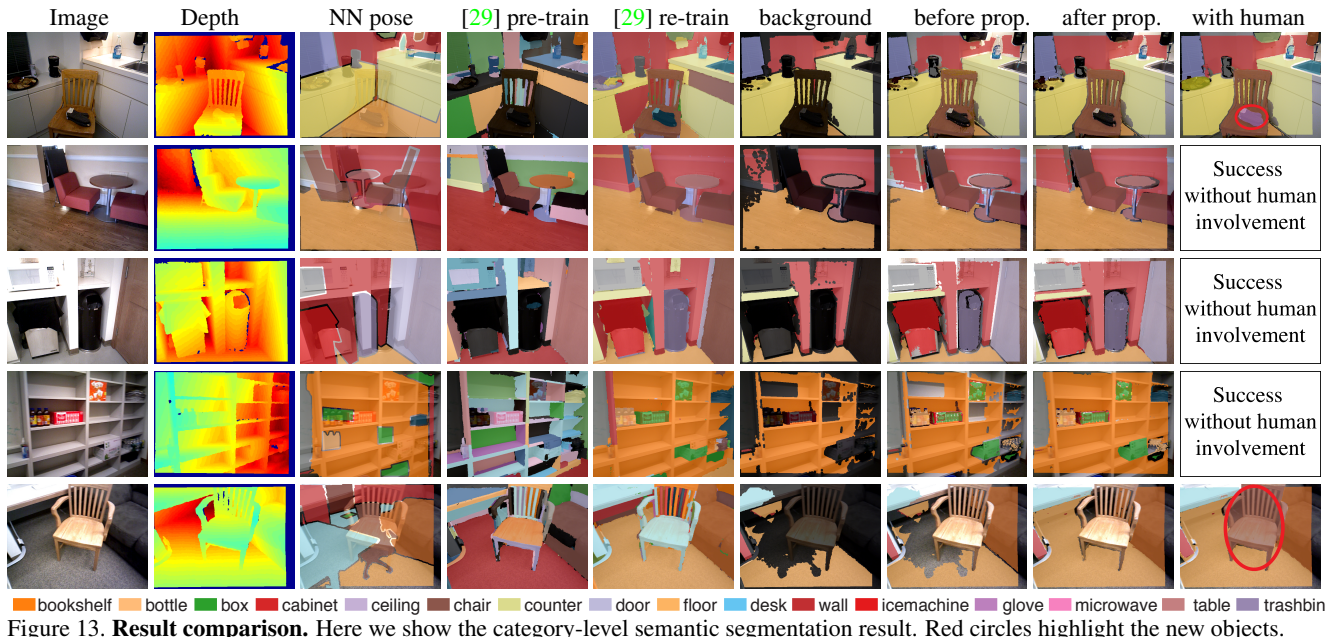 Image Depth NN pose [29] pre-train [29] re-train background before prop. after prop. with human
Success
without human
involvement
Success
without human
involvement
Success
without human
involvement
bookshelf bottle box cabinet ceiling chair counter door floor desk wall icemachine glove microwave table trashbin
Figure 13. Result comparison. Here we show the category-level semantic segmentation result. Red circles highlight the new objects.